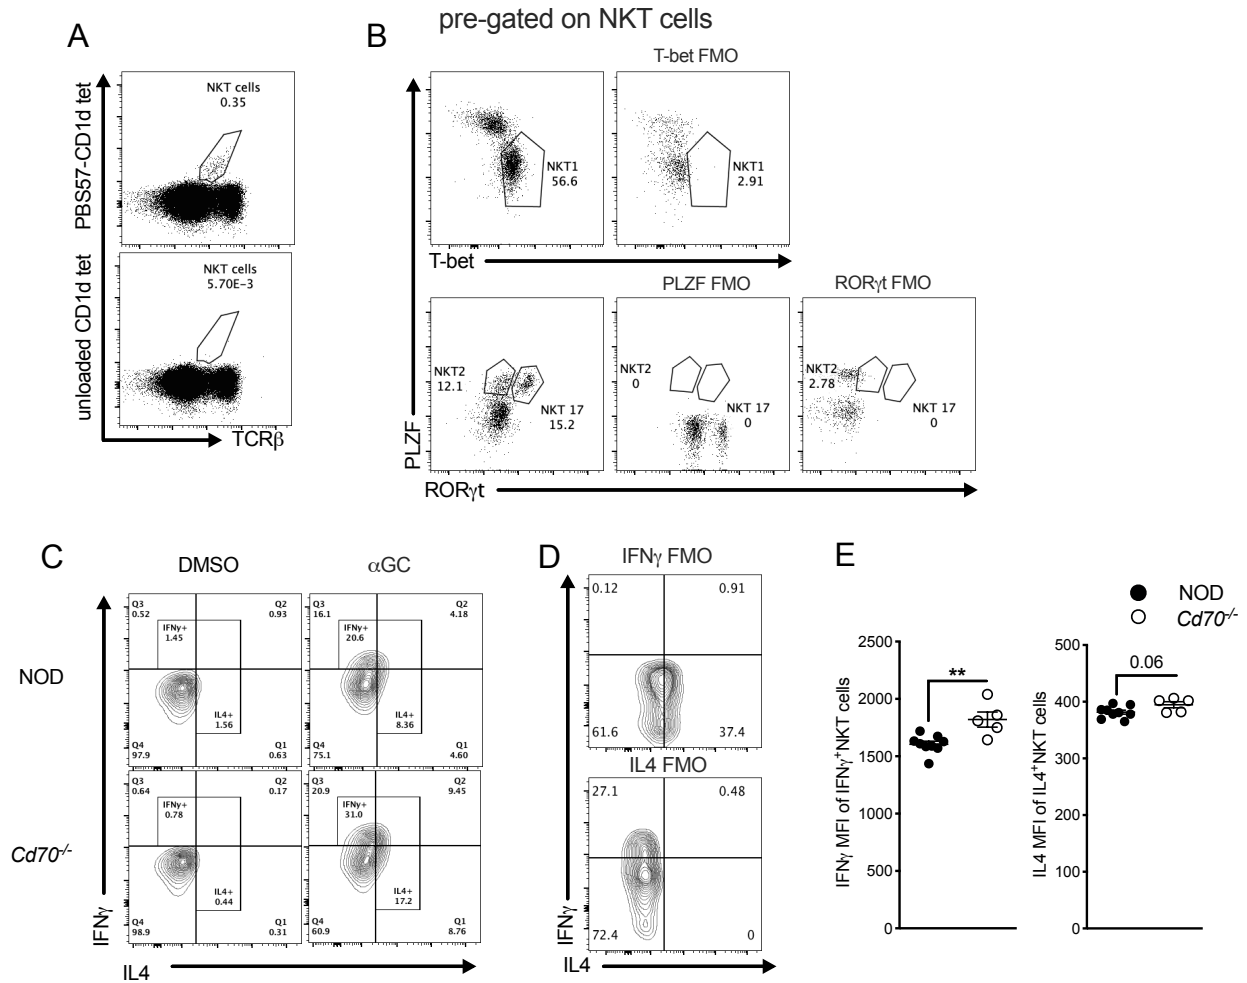 pre-gated on NKT cells
A
PBS57-CD1d tet
NKT cells
0.35
unloaded CD1d tet
NKT cells
5.70E-3
TCRβ
B
T-bet FMO
NKT1
56.6
NKT1
2.91
T-bet
PLZF FMO
RORγt FMO
NKT2
12.1
NKT 17
15.2
NKT2
0
NKT 17
0
NKT2
2.78
NKT 17
0
PLZF
RORγt
C
DMSO
αGC
NOD
Q3
0.52
Q2
0.93
IFNγ+
1.45
IL4+
1.56
Q4
97.9
Q1
0.63
Q3
16.1
Q2
4.18
IFNγ+
20.6
IL4+
8.36
Q4
75.1
Q1
4.60
Cd70-/-
Q3
0.64
Q2
0.17
IFNγ+
0.78
IL4+
0.44
Q4
98.9
Q1
0.31
Q3
20.9
Q2
9.45
IFNγ+
31.0
IL4+
17.2
Q4
60.9
Q1
8.76
IFNγ
IL4
D
IFNγ FMO
0.12
0.91
61.6
37.4
IL4 FMO
27.1
0.48
72.4
0
IFNγ
IL4
E
NOD
Cd70-/-
IFNγ MFI of IFNγ+NKT cells
2500
2000
1500
1000
500
0
**
IL4 MFI of IL4+NKT cells
500
400
300
200
100
0
0.06